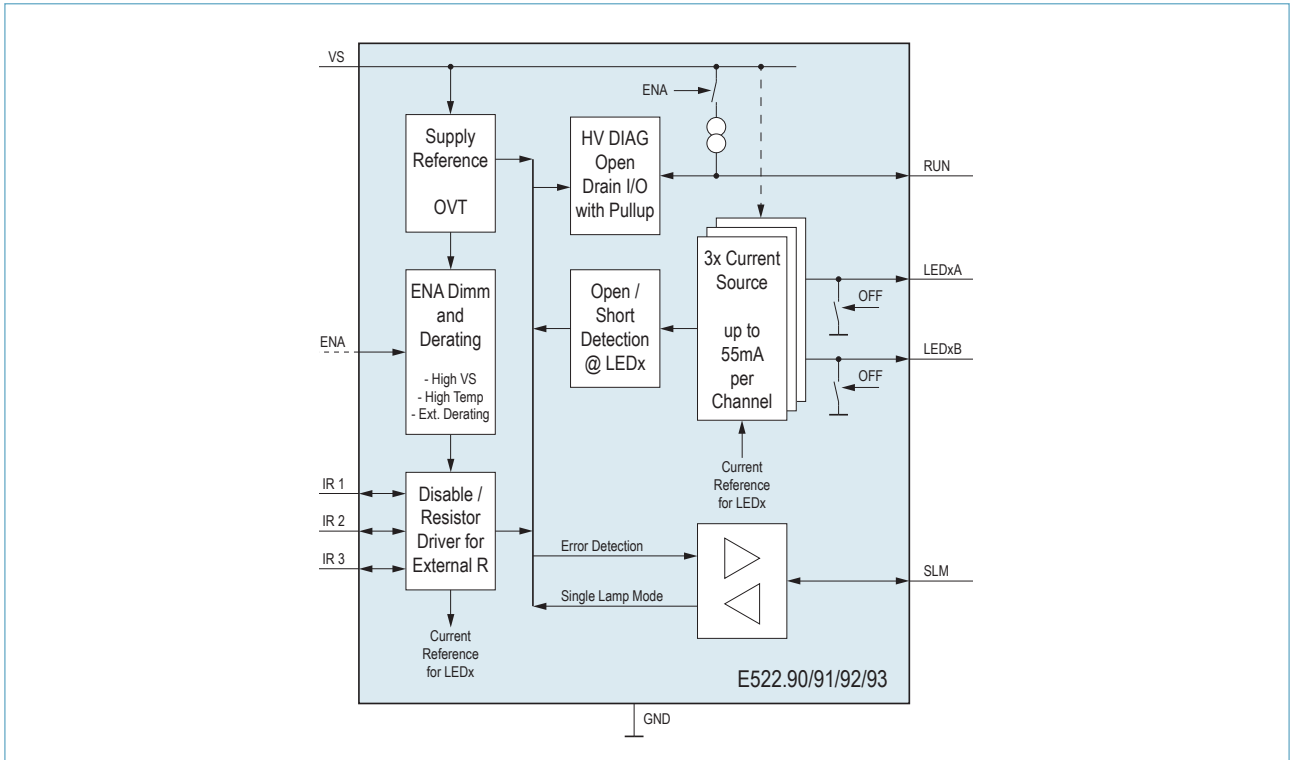 VS
ENA
Supply
Reference
OVT
HV DIAG
Open
Drain I/O
with Pullup
RUN
ENA Dimm
and
Derating
- High VS
- High Temp
- Ext. Derating
ENA
Open /
Short
Detection
@ LEDx
3x Current
Source
up to
55mA
per
Channel
LEDxA
OFF
LEDxB
OFF
Current
Reference
for LEDx
IR 1
IR 2
IR 3
Disable /
Resistor
Driver for
External R
Error Detection
Single Lamp Mode
SLM
Current
Reference
for LEDx
E522.90/91/92/93
GND